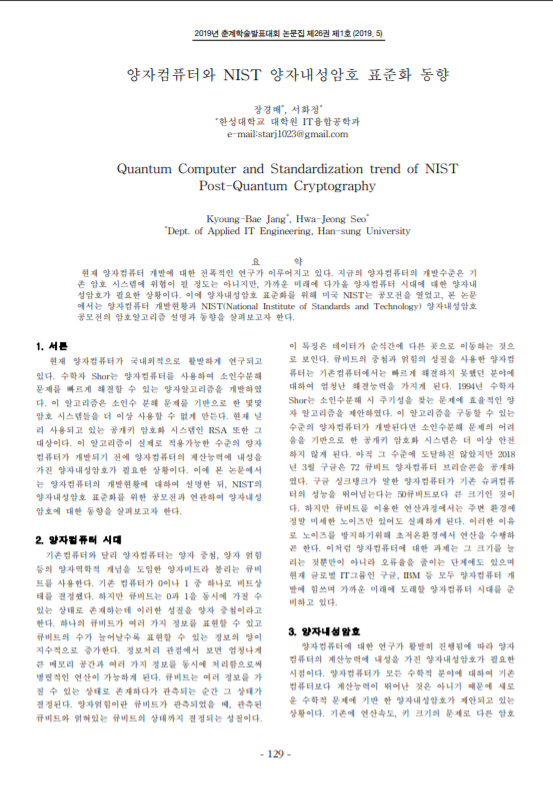 2019년 춘계학술발표대회 논문집 제26권 제1호 (2019. 5)
양자컴퓨터와 NIST 양자내성암호 표준화 동향
장경배*, 서화정*
*한성대학교 대학원 IT융합공학과
e-mail:starj1023@gmail.com
Quantum Computer and Standardization trend of NIST
Post-Quantum Cryptography
Kyoung-Bae Jang*, Hwa-Jeong Seo*
*Dept. of Applied IT Engineering, Han-sung University
요 약
현재 양자컴퓨터 개발에 대한 전폭적인 연구가 이루어지고 있다. 지금의 양자컴퓨터의 개발수준은 기
존 암호 시스템에 위협이 될 정도는 아니지만, 가까운 미래에 다가올 양자컴퓨터 시대에 대한 양자내
성암호가 필요한 상황이다. 이에 양자내성암호 표준화를 위해 미국 NIST는 공모전을 열었고, 본 논문
에서는 양자컴퓨터 개발현황과 NIST(National Institute of Standards and Technology) 양자내성암호
공모전의 암호알고리즘 설명과 동향을 살펴보고자 한다.
1. 서론
현재 양자컴퓨터가 국내외적으로 활발하게 연구되고
있다. 수학자 Shor는 양자컴퓨터를 사용하여 소인수분해
문제를 빠르게 해결할 수 있는 양자알고리즘을 개발하였
다. 이 알고리즘은 소인수 분해 문제를 기반으로 한 몇몇
암호 시스템들을 더 이상 사용할 수 없게 만든다. 현재 널
리 사용되고 있는 공개키 암호화 시스템인 RSA 또한 그
대상이다. 이 알고리즘이 실제로 적용가능한 수준의 양자
컴퓨터가 개발되기 전에 양자컴퓨터의 계산능력에 내성을
가진 양자내성암호가 필요한 상황이다. 이에 본 논문에서
는 양자컴퓨터의 개발현황에 대하여 설명한 뒤, NIST의
양자내성암호 표준화를 위한 공모전과 연관하여 양자내성
암호에 대한 동향을 살펴보고자 한다.
2. 양자컴퓨터 시대
기존컴퓨터와 달리 양자컴퓨터는 양자 중첩, 양자 얽힘
등의 양자역학적 개념을 도입한 양자비트라 불리는 큐비
트를 사용한다. 기존 컴퓨터가 0이나 1 중 하나로 비트상
태를 결정했다. 하지만 큐비트는 0과 1을 동시에 가질 수
있는 상태로 존재하는데 이러한 성질을 양자 중첩이라고
한다. 하나의 큐비트가 여러 가지 정보를 표현할 수 있고
큐비트의 수가 늘어날수록 표현할 수 있는 정보의 양이
지수적으로 증가한다. 정보처리 관점에서 보면 엄청나게
큰 메모리 공간과 여러 가지 정보를 동시에 처리함으로써
병렬적인 연산이 가능하게 된다. 큐비트는 여러 정보를 가
질 수 있는 상태로 존재하다가 관측되는 순간 그 상태가
결정된다. 양자얽힘이란 큐비트가 관측되었을 때, 관측된
큐비트와 얽혀있는 큐비트의 상태까지 결정되는 성질이다.
이 특징은 데이터가 순식간에 다른 곳으로 이동하는 것으
로 보인다. 큐비트의 중첩과 얽힘의 성질을 사용한 양자컴
퓨터는 기존컴퓨터에서는 빠르게 해결하지 못했던 분야에
대하여 엄청난 해결능력을 가지게 된다. 1994년 수학자
Shor는 소인수분해 시 주기성을 찾는 문제에 효율적인 양
자 알고리즘을 제안하였다. 이 알고리즘을 구동할 수 있는
수준의 양자컴퓨터가 개발된다면 소인수분해 문제의 어려
움을 기반으로 한 공개키 암호화 시스템은 더 이상 안전
하지 않게 된다. 아직 그 수준에 도달하진 않았지만 2018
년 3월 구글은 72 큐비트 양자컴퓨터 브리슬콘을 공개하
였다. 구글 싱크탱크가 말한 양자컴퓨터가 기존 슈퍼컴퓨
터의 성능을 뛰어넘는다는 50큐비트보다 큰 크기인 것이
다. 하지만 큐비트를 이용한 연산과정에서는 주변 환경에
정말 미세한 노이즈만 있어도 실패하게 된다. 이러한 이유
로 노이즈를 방지하기위해 초저온환경에서 연산을 수행하
곤 한다. 이처럼 양자컴퓨터에 대한 과제는 그 크기를 늘
리는 것뿐만이 아니라 오류율을 줄이는 단계에도 있으며
현재 글로벌 IT그룹인 구글, IBM 등 모두 양자컴퓨터 개
발에 힘쓰며 가까운 미래에 도래할 양자컴퓨터 시대를 준
비하고 있다.
3. 양자내성암호
양자컴퓨터에 대한 연구가 활발히 진행됨에 따라 양자
컴퓨터의 계산능력에 내성을 가진 양자내성암호가 필요한
시점이다. 양자컴퓨터가 모든 수학적 분야에 대하여 기존
컴퓨터보다 계산능력이 뛰어난 것은 아니기 때문에 새로
운 수학적 문제에 기반 한 양자내성암호가 제안되고 있는
상황이다. 기존에 연산속도, 키 크기의 문제로 다른 암호
- 129 -